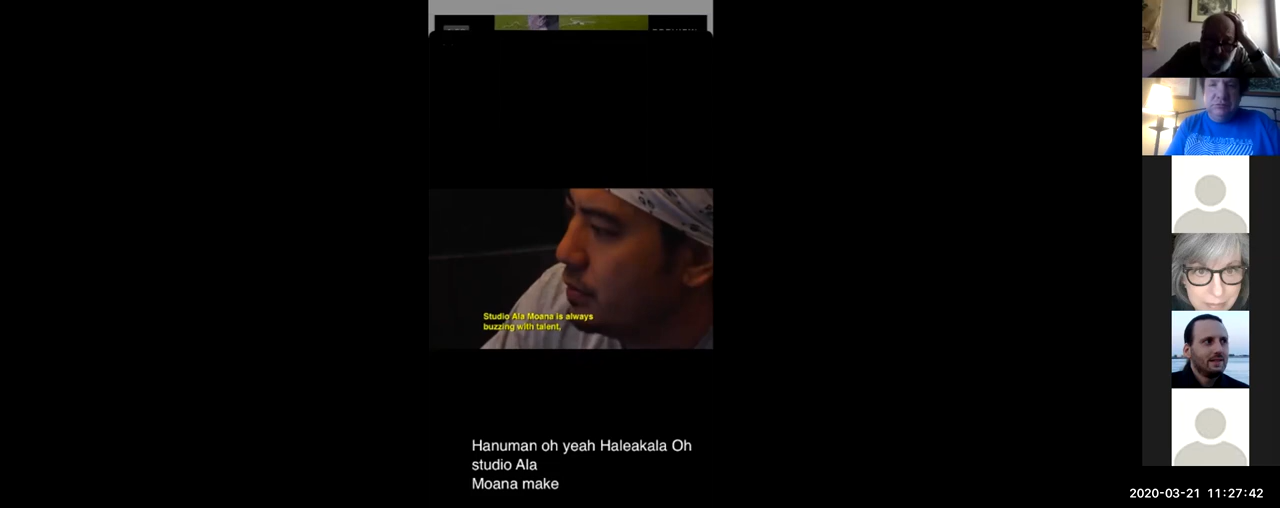 Studio Ala Moana is always
buzzing with talent,
Hanuman oh yeah Haleakala Oh
studio Ala
Moana make
2020-03-21 11:27:42